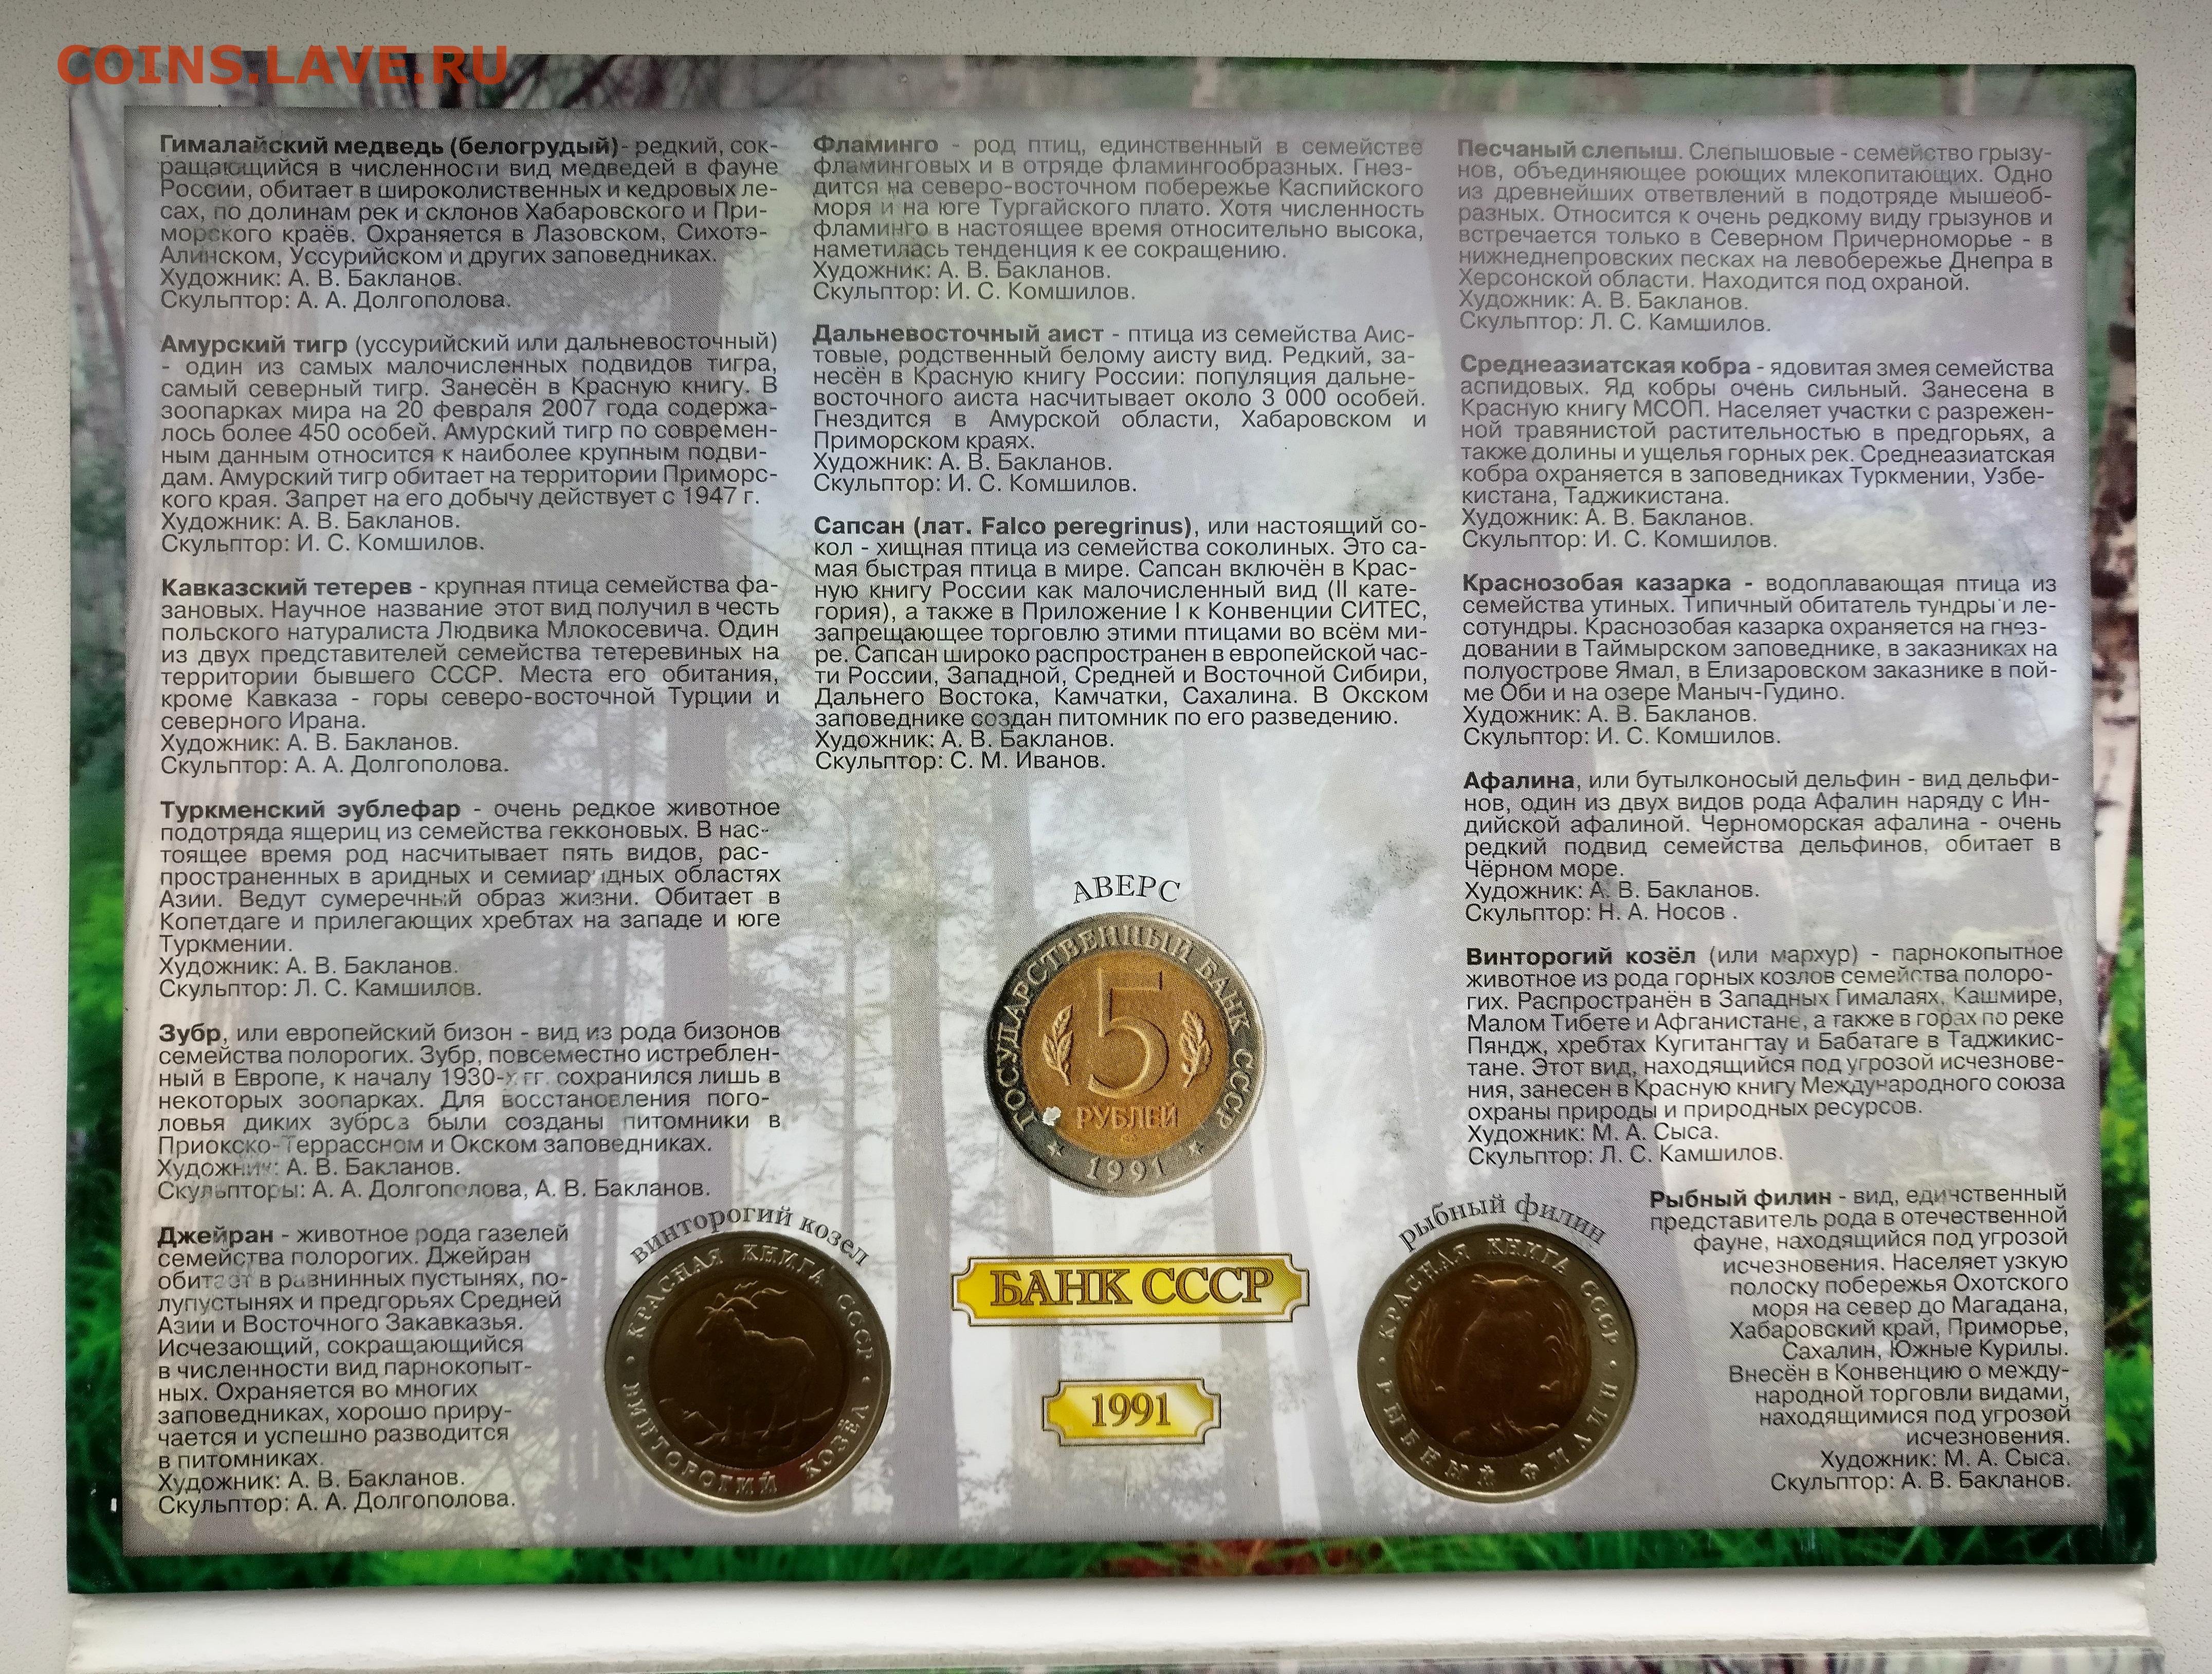 COINS.LAVE.RU
Гималайский медведь (белогрудый)- редкий, сок-
ращающийся в численности вид медведей в фауне
России, обитает в широколиственных и кедровых ле-
сах, по долинам рек и склонов Хабаровского и При-
морского краёв. Охраняется в Лазовском, Сихотэ-
Алинском, Уссурийском и других заповедниках.
Художник: А. В. Бакланов.
Скульптор: А. А. Долгополова.
Амурский тигр (уссурийский или дальневосточный)
- один из самых малочисленных подвидов тигра,
самый северный тигр. Занесён в Красную книгу. В
зоопарках мира на 20 февраля 2007 года содержа-
лось более 450 особей. Амурский тигр по современ-
ным данным относится к наиболее крупным подви-
дам. Амурский тигр обитает на территории Приморс-
кого края. Запрет на его добычу действует с 1947 г.
Художник: А. В. Бакланов.
Скульптор: И. С. Комшилов.
Кавказский тетерев - крупная птица семейства фа-
зановых. Научное название этот вид получил в честь
польского натуралиста Людвика Млокосевича. Один
из двух представителей семейства тетеревиных на
территории бывшего СССР. Места его обитания,
кроме Кавказа - горы северо-восточной Турции и
северного Ирана.
Художник: А. В. Бакланов.
Скульптор: А. А. Долгополова.
Туркменский эублефар - очень редкое животное
подотряда ящериц из семейства гекконовых. В нас-
тоящее время род насчитывает пять видов, рас-
пространенных в аридных и семиаридных областях
Азии. Ведут сумеречный образ жизни. Обитает в
Копетдаге и прилегающих хребтах на западе и юге
Туркмении.
Художник: А. В. Бакланов.
Скульптор: Л. С. Камшилов.
Зубр, или европейский бизон - вид из рода бизонов
семейства полорогих. Зубр, повсеместно истреблен-
ный в Европе, к началу 1930-х гг. сохранился лишь в
некоторых зоопарках. Для восстановления пого-
ловья диких зубров были созданы питомники в
Приокско-Террассном и Окском заповедниках.
Художник: А. В. Бакланов.
Скульпторы: А. А. Долгополова, А. В. Бакланов.
Джейран - животное рода газелей
семейства полорогих. Джейран
обитает в равнинных пустынях, по-
лупустынях и предгорьях Средней
Азии и Восточного Закавказья.
Исчезающий, сокращающийся
в численности вид парнокопыт-
ных. Охраняется во многих
заповедниках, хорошо приру-
чается и успешно разводится
в питомниках.
Художник: А. В. Бакланов.
Скульптор: А. А. Долгополова.
Фламинго - род птиц, единственный в семействе
фламинговых и в отряде фламингообразных. Гнез-
дится на северо-восточном побережье Каспийского
моря и на юге Тургайского плато. Хотя численность
фламинго в настоящее время относительно высока,
наметилась тенденция к ее сокращению.
Художник: А. В. Бакланов.
Скульптор: И. С. Комшилов.
Дальневосточный аист - птица из семейства Аис-
товые, родственный белому аисту вид. Редкий, за-
несён в Красную книгу России: популяция дальне-
восточного аиста насчитывает около 3 000 особей.
Гнездится в Амурской области, Хабаровском и
Приморском краях.
Художник: А. В. Бакланов.
Скульптор: И. С. Комшилов.
Сапсан (лат. Falco peregrinus), или настоящий со-
кол - хищная птица из семейства соколиных. Это са-
мая быстрая птица в мире. Сапсан включён в Крас-
ную книгу России как малочисленный вид (II кате-
гория), а также в Приложение I к Конвенции СИТЕС,
запрещающее торговлю этими птицами во всём ми-
ре. Сапсан широко распространен в европейской час-
ти России, Западной, Средней и Восточной Сибири,
Дальнего Востока, Камчатки, Сахалина. В Окском
заповеднике создан питомник по его разведению.
Художник: А. В. Бакланов.
Скульптор: С. М. Иванов.
АВЕРС
ГОСУДАРСТВЕННЫЙ БАНК СССР
5
РУБЛЕЙ
1991
винторогий козел
КРАСНАЯ КНИГА СССР
ВИНТОРОГИЙ КОЗЁЛ
БАНК СССР
1991
рыбный филин
КРАСНАЯ КНИГА СССР
РЫБНЫЙ ФИЛИН
Песчаный слепыш. Слепышовые - семейство грызу-
нов, объединяющее роющих млекопитающих. Одно
из древнейших ответвлений в подотряде мышеоб-
разных. Относится к очень редкому виду грызунов и
встречается только в Северном Причерноморье - в
нижнеднепровских песках на левобережье Днепра в
Херсонской области. Находится под охраной.
Художник: А. В. Бакланов.
Скульптор: Л. С. Камшилов.
Среднеазиатская кобра - ядовитая змея семейства
аспидовых. Яд кобры очень сильный. Занесена в
Красную книгу МСОП. Населяет участки с разрежен-
ной травянистой растительностью в предгорьях, а
также долины и ущелья горных рек. Среднеазиатская
кобра охраняется в заповедниках Туркмении, Узбе-
кистана, Таджикистана.
Художник: А. В. Бакланов.
Скульптор: И. С. Комшилов.
Краснозобая казарка - водоплавающая птица из
семейства утиных. Типичный обитатель тундры и ле-
сотундры. Краснозобая казарка охраняется на гнез-
довании в Таймырском заповеднике, в заказниках на
полуострове Ямал, в Елизаровском заказнике в пой-
ме Оби и на озере Маныч-Гудино.
Художник: А. В. Бакланов.
Скульптор: И. С. Комшилов.
Афалина, или бутылконосый дельфин - вид дельфи-
нов, один из двух видов рода Афалин наряду с Ин-
дийской афалиной. Черноморская афалина - очень
редкий подвид семейства дельфинов, обитает в
Чёрном море.
Художник: А. В. Бакланов.
Скульптор: Н. А. Носов .
Винторогий козёл (или мархур) - парнокопытное
животное из рода горных козлов семейства полоро-
гих. Распространён в Западных Гималаях, Кашмире,
Малом Тибете и Афганистане, а также в горах по реке
Пяндж, хребтах Кугитангтау и Бабатаге в Таджикис-
тане. Этот вид, находящийся под угрозой исчезнове-
ния, занесен в Красную книгу Международного союза
охраны природы и природных ресурсов.
Художник: М. А. Сыса.
Скульптор: Л. С. Камшилов.
Рыбный филин - вид, единственный
представитель рода в отечественной
фауне, находящийся под угрозой
исчезновения. Населяет узкую
полоску побережья Охотского
моря на север до Магадана,
Хабаровский край, Приморье,
Сахалин, Южные Курилы.
Внесён в Конвенцию о между-
народной торговли видами,
находящимися под угрозой
исчезновения.
Художник: М. А. Сыса.
Скульптор: А. В. Бакланов.